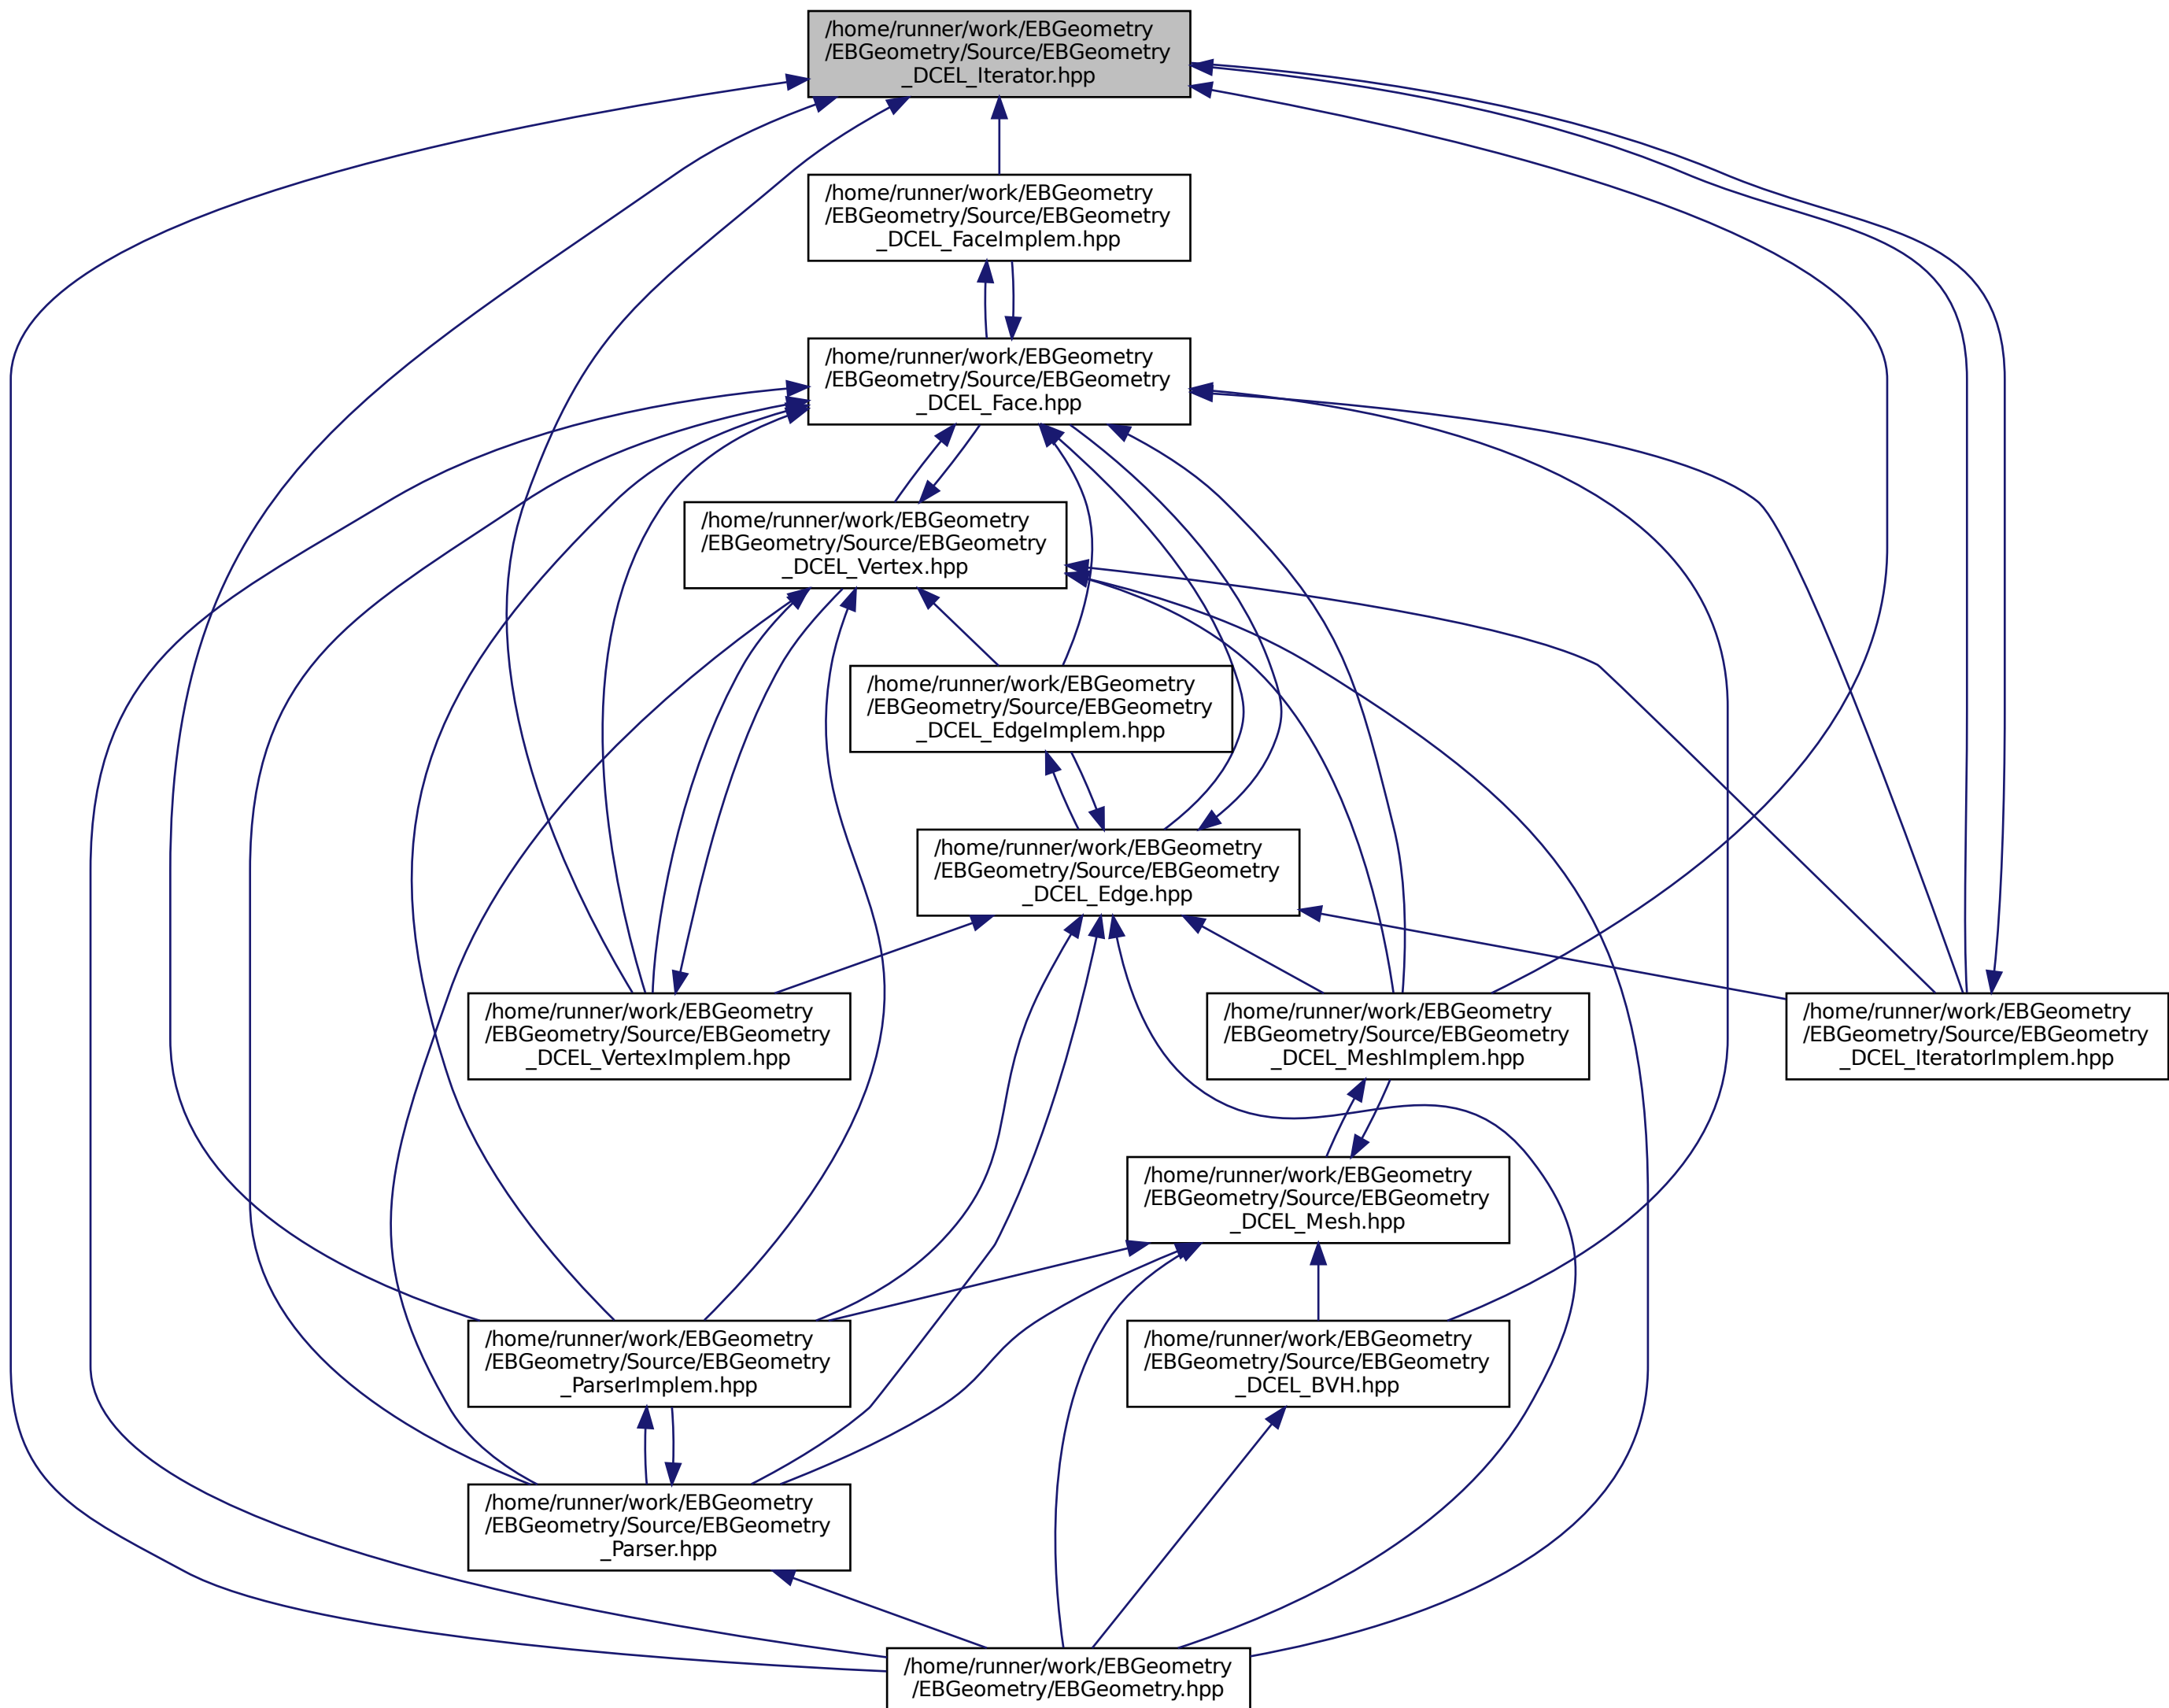 /home/runner/work/EBGeometry
/EBGeometry/Source/EBGeometry
_DCEL_Iterator.hpp
/home/runner/work/EBGeometry
/EBGeometry/Source/EBGeometry
_DCEL_FaceImplem.hpp
/home/runner/work/EBGeometry
/EBGeometry/Source/EBGeometry
_DCEL_Face.hpp
/home/runner/work/EBGeometry
/EBGeometry/Source/EBGeometry
_DCEL_Vertex.hpp
/home/runner/work/EBGeometry
/EBGeometry/Source/EBGeometry
_DCEL_EdgeImplem.hpp
/home/runner/work/EBGeometry
/EBGeometry/Source/EBGeometry
_DCEL_Edge.hpp
/home/runner/work/EBGeometry
/EBGeometry/Source/EBGeometry
_DCEL_VertexImplem.hpp
/home/runner/work/EBGeometry
/EBGeometry/Source/EBGeometry
_DCEL_MeshImplem.hpp
/home/runner/work/EBGeometry
/EBGeometry/Source/EBGeometry
_DCEL_IteratorImplem.hpp
/home/runner/work/EBGeometry
/EBGeometry/Source/EBGeometry
_DCEL_Mesh.hpp
/home/runner/work/EBGeometry
/EBGeometry/Source/EBGeometry
_ParserImplem.hpp
/home/runner/work/EBGeometry
/EBGeometry/Source/EBGeometry
_DCEL_BVH.hpp
/home/runner/work/EBGeometry
/EBGeometry/Source/EBGeometry
_Parser.hpp
/home/runner/work/EBGeometry
/EBGeometry/EBGeometry.hpp